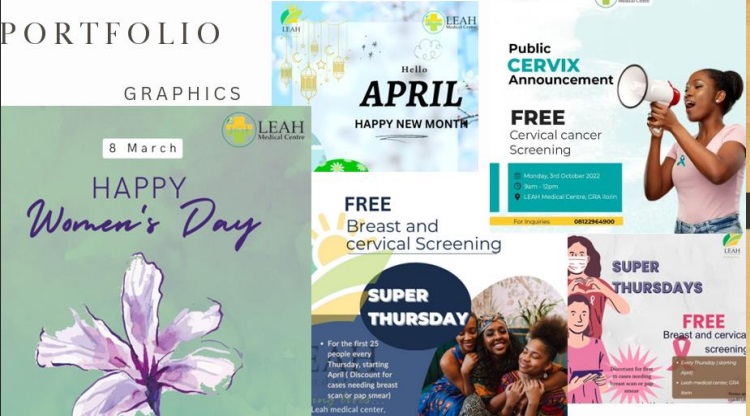 PORTFOLIO
GRAPHICS
LEAH
Medical Centre
8 March
HAPPY
Women's Day
LEAH
LEAH
Medical Centre
Hello
APRIL
HAPPY NEW MONTH
Medical Centre
Public
CERVIX
Announcement
FREE
Cervical cancer
Screening
Monday, 3rd October 2022
9am - 12pm
LEAH Medical Centre, GRA Ilorin
For Inquiries 08122964900
FREE
Breast and
cervical Screening
SUPER
THURSDAY
For the first 25
people every
Thursday, starting
April ( Discount for
cases needing breast
scan or pap smear)
Leah medical center,
LEAH
SUPER
THURSDAYS
FREE
Breast and cervica
screening
Every Thursday ( starting
April)
Leah medical center, GRA
Ilorin
Discount for first
to cases needing
breast scan or pap
smear